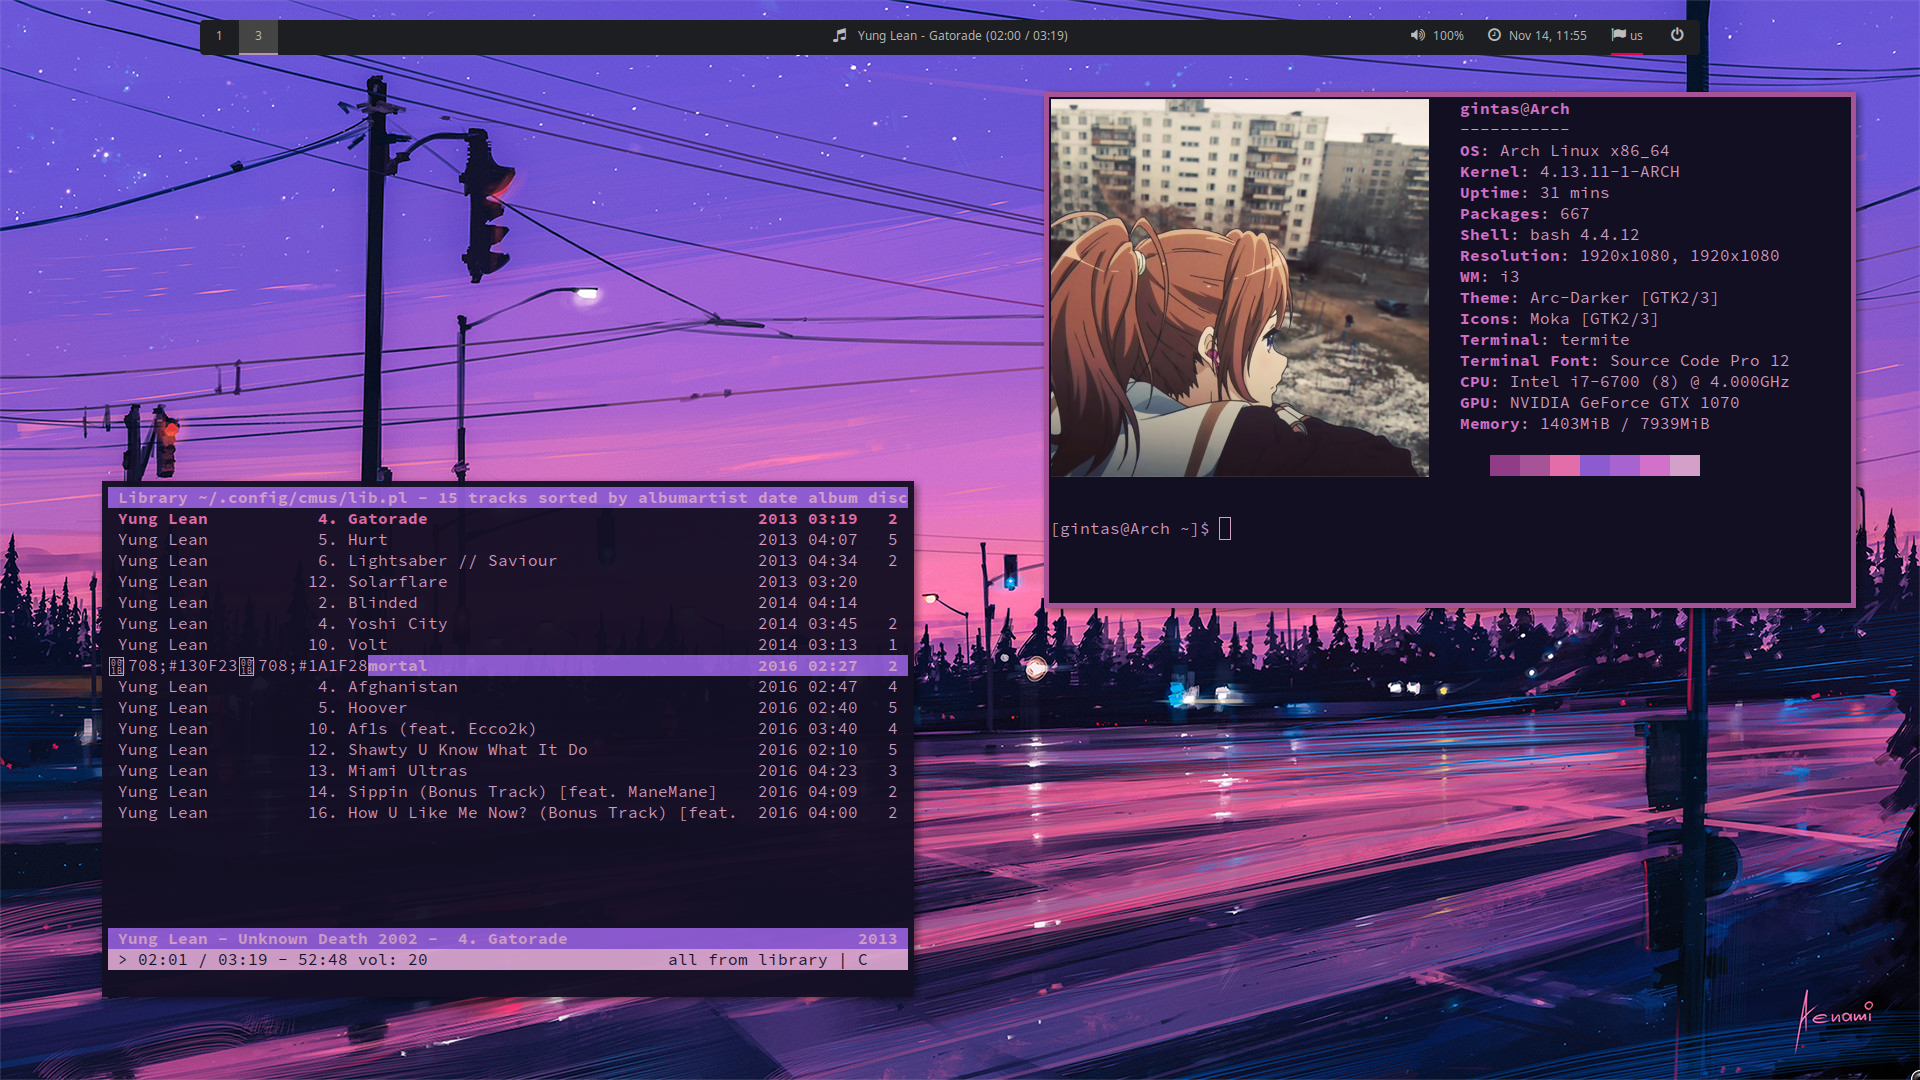 1 3 Yung Lean - Gatorade (02:00 / 03:19) 100% Nov 14, 11:55 us
gintas@Arch
-----------
OS: Arch Linux x86_64
Kernel: 4.13.11-1-ARCH
Uptime: 31 mins
Packages: 667
Shell: bash 4.4.12
Resolution: 1920x1080, 1920x1080
WM: i3
Theme: Arc-Darker [GTK2/3]
Icons: Moka [GTK2/3]
Terminal: termite
Terminal Font: Source Code Pro 12
CPU: Intel i7-6700 (8) @ 4.000GHz
GPU: NVIDIA GeForce GTX 1070
Memory: 1403MiB / 7939MiB
[gintas@Arch ~]$
Library ~/.config/cmus/lib.pl - 15 tracks sorted by albumartist date album disc
Yung Lean 4. Gatorade 2013 03:19 2
Yung Lean 5. Hurt 2013 04:07 5
Yung Lean 6. Lightsaber // Saviour 2013 04:34 2
Yung Lean 12. Solarflare 2013 03:20
Yung Lean 2. Blinded 2014 04:14
Yung Lean 4. Yoshi City 2014 03:45 2
Yung Lean 10. Volt 2014 03:13 1
708;#130F23 708;#1A1F28mortal 2016 02:27 2
Yung Lean 4. Afghanistan 2016 02:47 4
Yung Lean 5. Hoover 2016 02:40 5
Yung Lean 10. Af1s (feat. Ecco2k) 2016 03:40 4
Yung Lean 12. Shawty U Know What It Do 2016 02:10 5
Yung Lean 13. Miami Ultras 2016 04:23 3
Yung Lean 14. Sippin (Bonus Track) [feat. ManeMane] 2016 04:09 2
Yung Lean 16. How U Like Me Now? (Bonus Track) [feat. 2016 04:00 2
Yung Lean - Unknown Death 2002 - 4. Gatorade 2013
> 02:01 / 03:19 - 52:48 vol: 20 all from library | C
Aenami